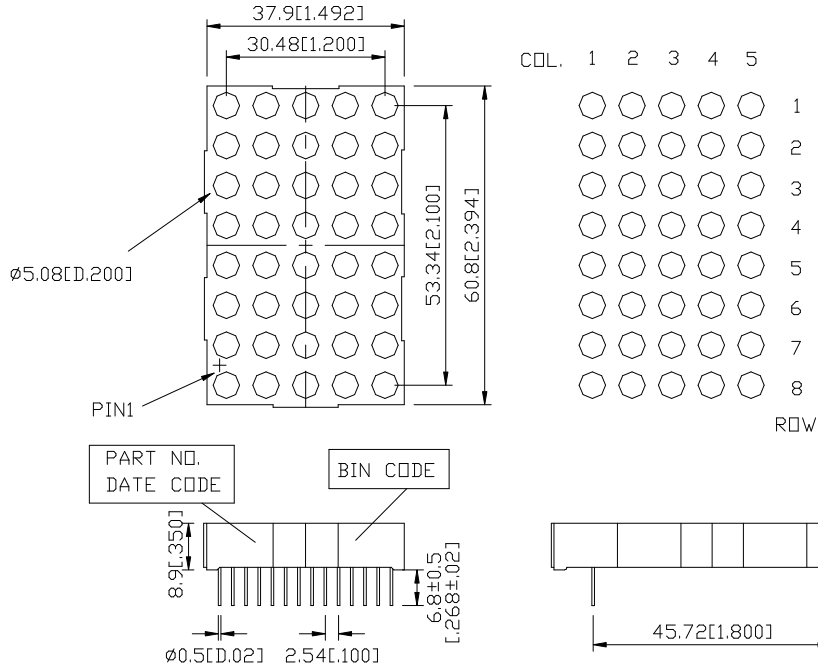 37.9[1.492]
30.48[1.200]
COL. 1 2 3 4 5
1
2
3
4
5
6
7
8
ROW
53.34[2.100]
60.8[2.394]
Ø5.08[0.200]
PIN1
PART NO.
DATE CODE
BIN CODE
8.9[.350]
6.8±0.5
[.268±.02]
Ø0.5[0.02]
2.54[.100]
45.72[1.800]